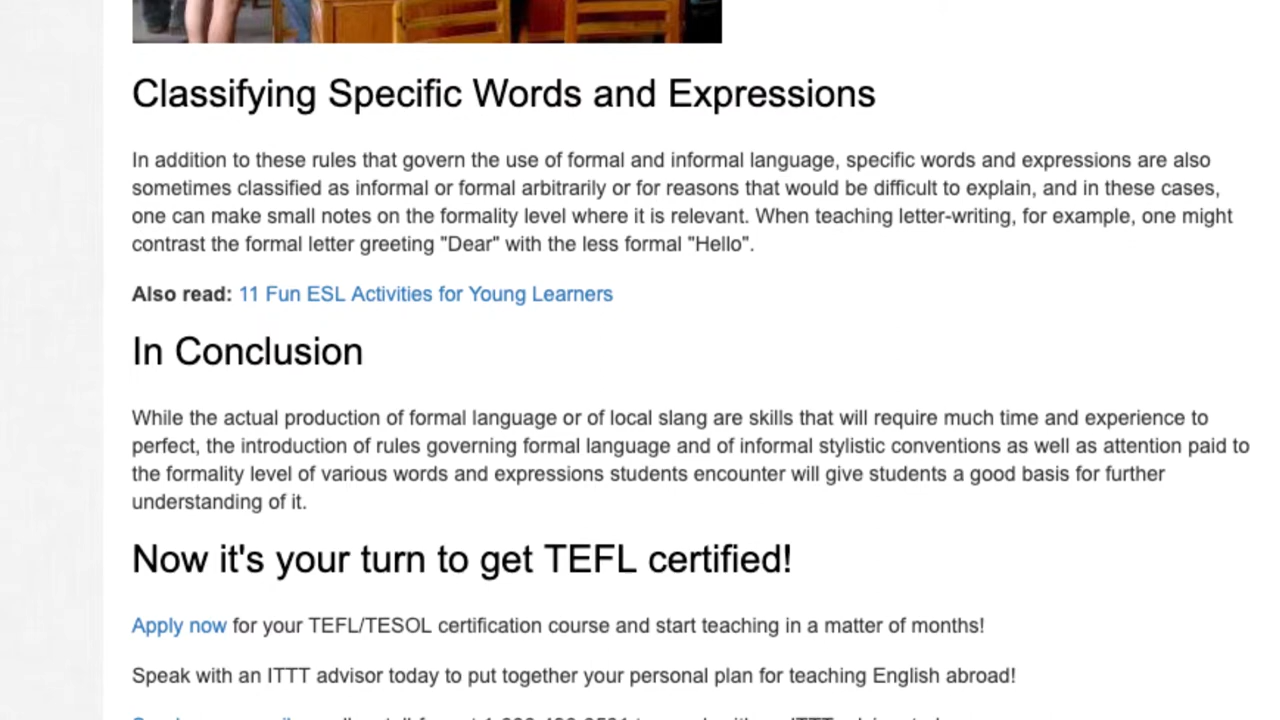 Classifying Specific Words and Expressions
In addition to these rules that govern the use of formal and informal language, specific words and expressions are also
sometimes classified as informal or formal arbitrarily or for reasons that would be difficult to explain, and in these cases,
one can make small notes on the formality level where it is relevant. When teaching letter-writing, for example, one might
contrast the formal letter greeting "Dear" with the less formal "Hello".
Also read: 11 Fun ESL Activities for Young Learners
In Conclusion
While the actual production of formal language or of local slang are skills that will require much time and experience to
perfect, the introduction of rules governing formal language and of informal stylistic conventions as well as attention paid to
the formality level of various words and expressions students encounter will give students a good basis for further
understanding of it.
Now it's your turn to get TEFL certified!
Apply now for your TEFL/TESOL certification course and start teaching in a matter of months!
Speak with an ITTT advisor today to put together your personal plan for teaching English abroad!